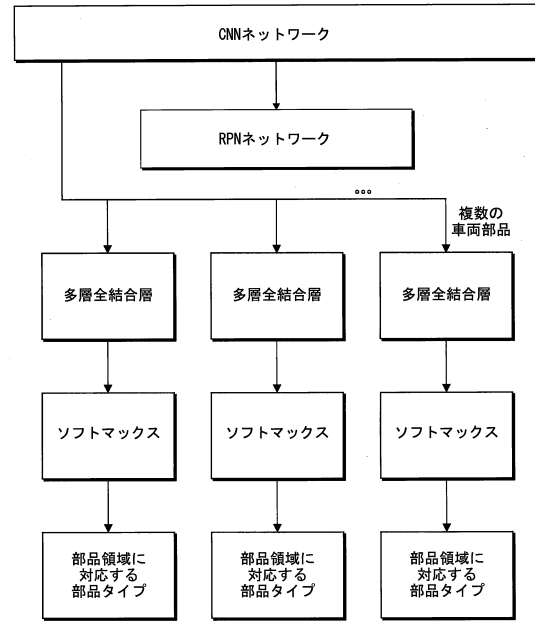 CNNネットワーク
RPNネットワーク
°°°
複数の
車両部品
多層全結合層
多層全結合層
多層全結合層
ソフトマックス
ソフトマックス
ソフトマックス
部品領域に
対応する
部品タイプ
部品領域に
対応する
部品タイプ
部品領域に
対応する
部品タイプ